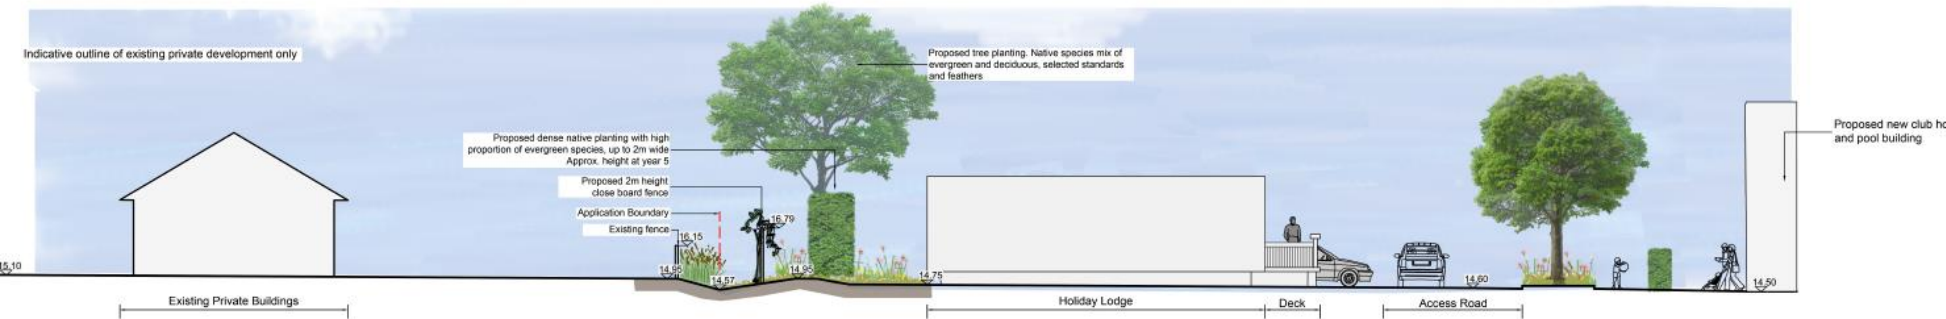 Indicative outline of existing private development only
Proposed tree planting. Native species mix of
evergreen and deciduous, selected standards
and feathers
Proposed new club ho
and pool building
Proposed dense native planting with high
proportion of evergreen species, up to 2m wide
Approx. height at year 5
Proposed 2m height
close board fence
Application Boundary
Existing fence
16.79
16.15
15.10
14.95
14.57
14.95
14.75
14.60
14.50
Existing Private Buildings
Holiday Lodge
Deck
Access Road